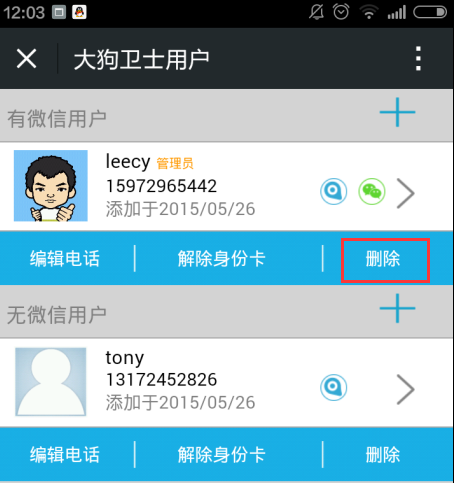 12:03
大狗卫士用户
有微信用户
leecy 管理员
15972965442
添加于2015/05/26
编辑电话 解除身份卡 删除
无微信用户
tony
13172452826
添加于2015/05/26
编辑电话 解除身份卡 删除